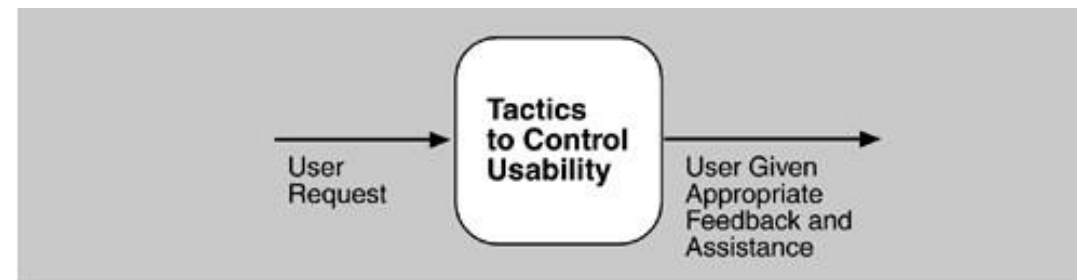 User
Request
Tactics
to Control
Usability
User Given
Appropriate
Feedback and
Assistance